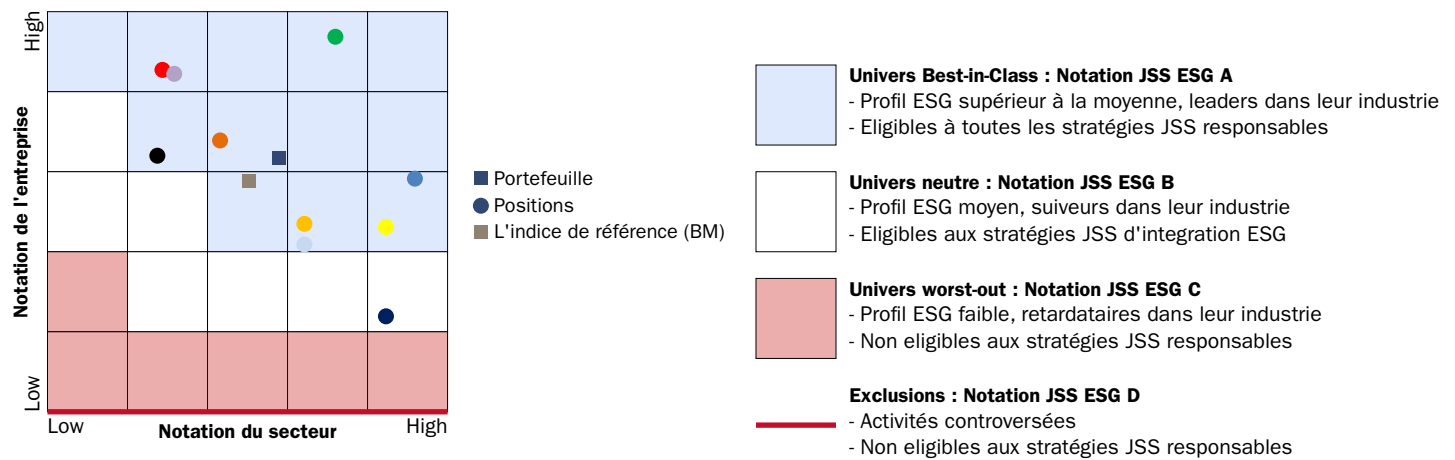 High
Notation de l'entreprise
Low
Low
Notation du secteur
High
Portefeuille
Positions
L'indice de référence (BM)
Univers Best-in-Class : Notation JSS ESG A
- Profil ESG supérieur à la moyenne, leaders dans leur industrie
- Eligibles à toutes les stratégies JSS responsables
Univers neutre : Notation JSS ESG B
- Profil ESG moyen, suiveurs dans leur industrie
- Eligibles aux stratégies JSS d'integration ESG
Univers worst-out : Notation JSS ESG C
- Profil ESG faible, retardataires dans leur industrie
- Non eligibles aux stratégies JSS responsables
Exclusions : Notation JSS ESG D
- Activités controversées
- Non eligibles aux stratégies JSS responsables